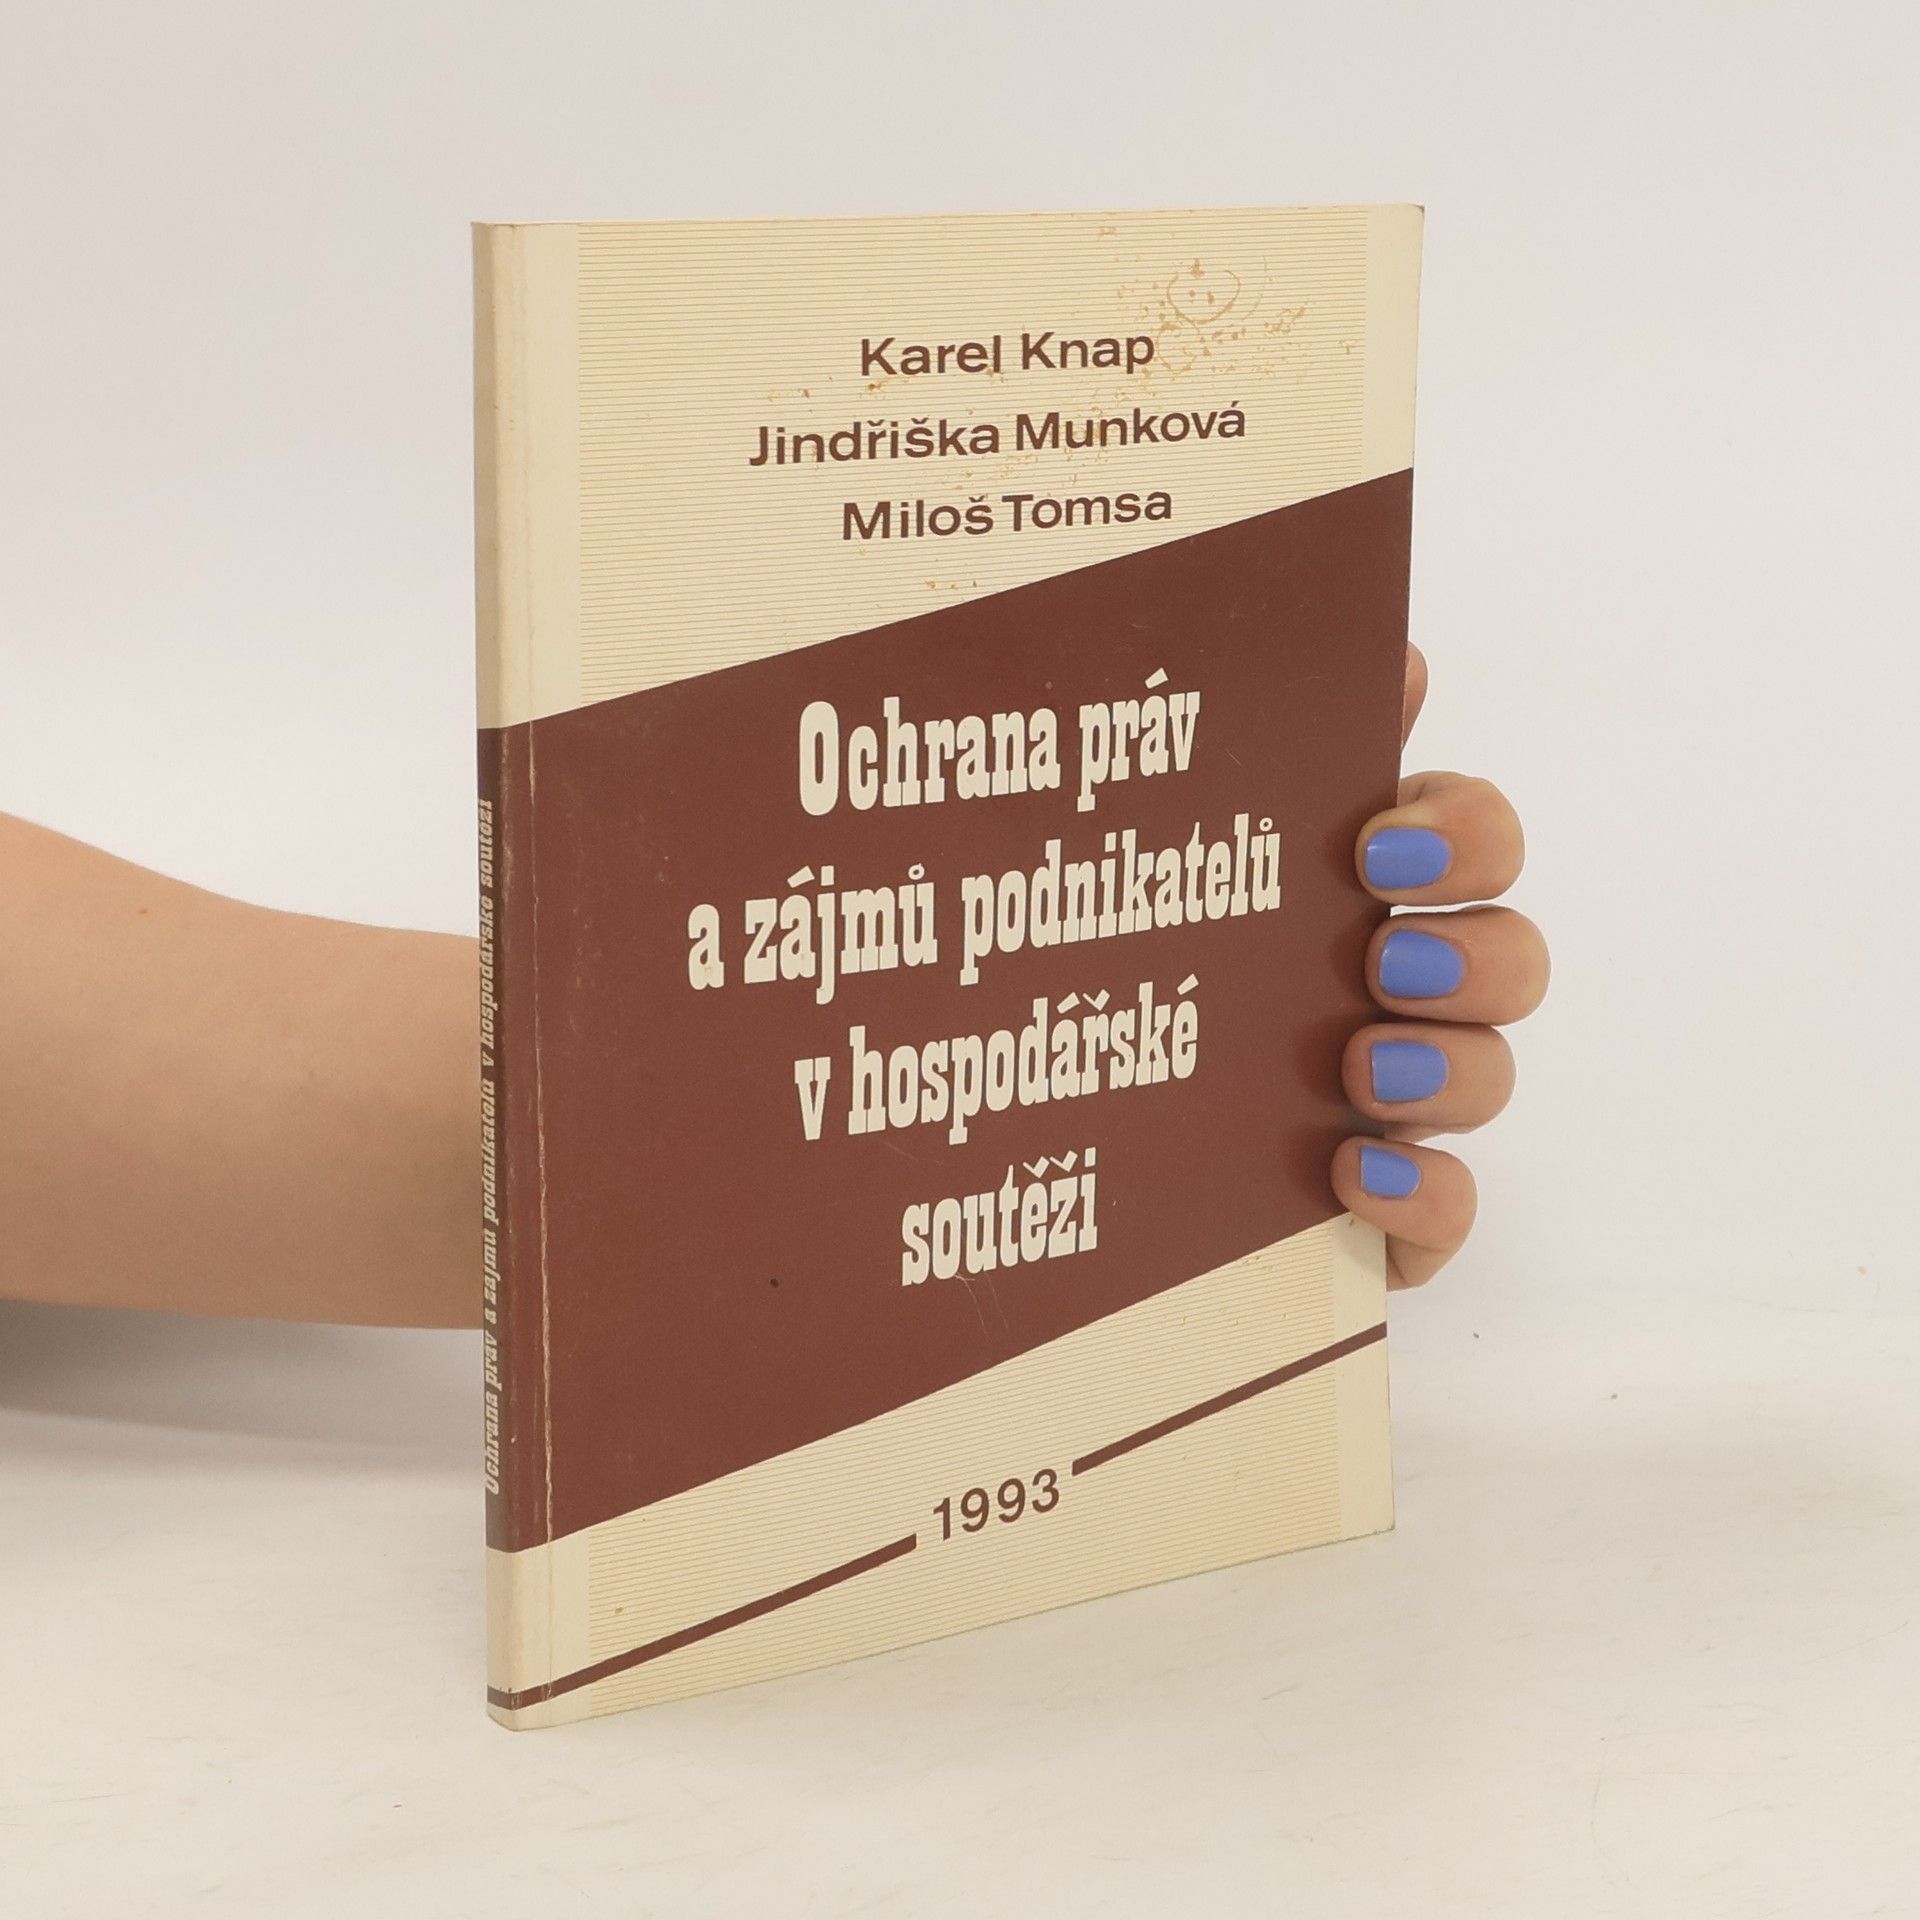 Karel Knap
Jindřiška Munková
Miloš Tomsa
Ochrana práv
a zájmů podnikatelů
v hospodářské
soutěži
1993
Ochrana práv a zájmů podnikatelů v hospodářské soutěži